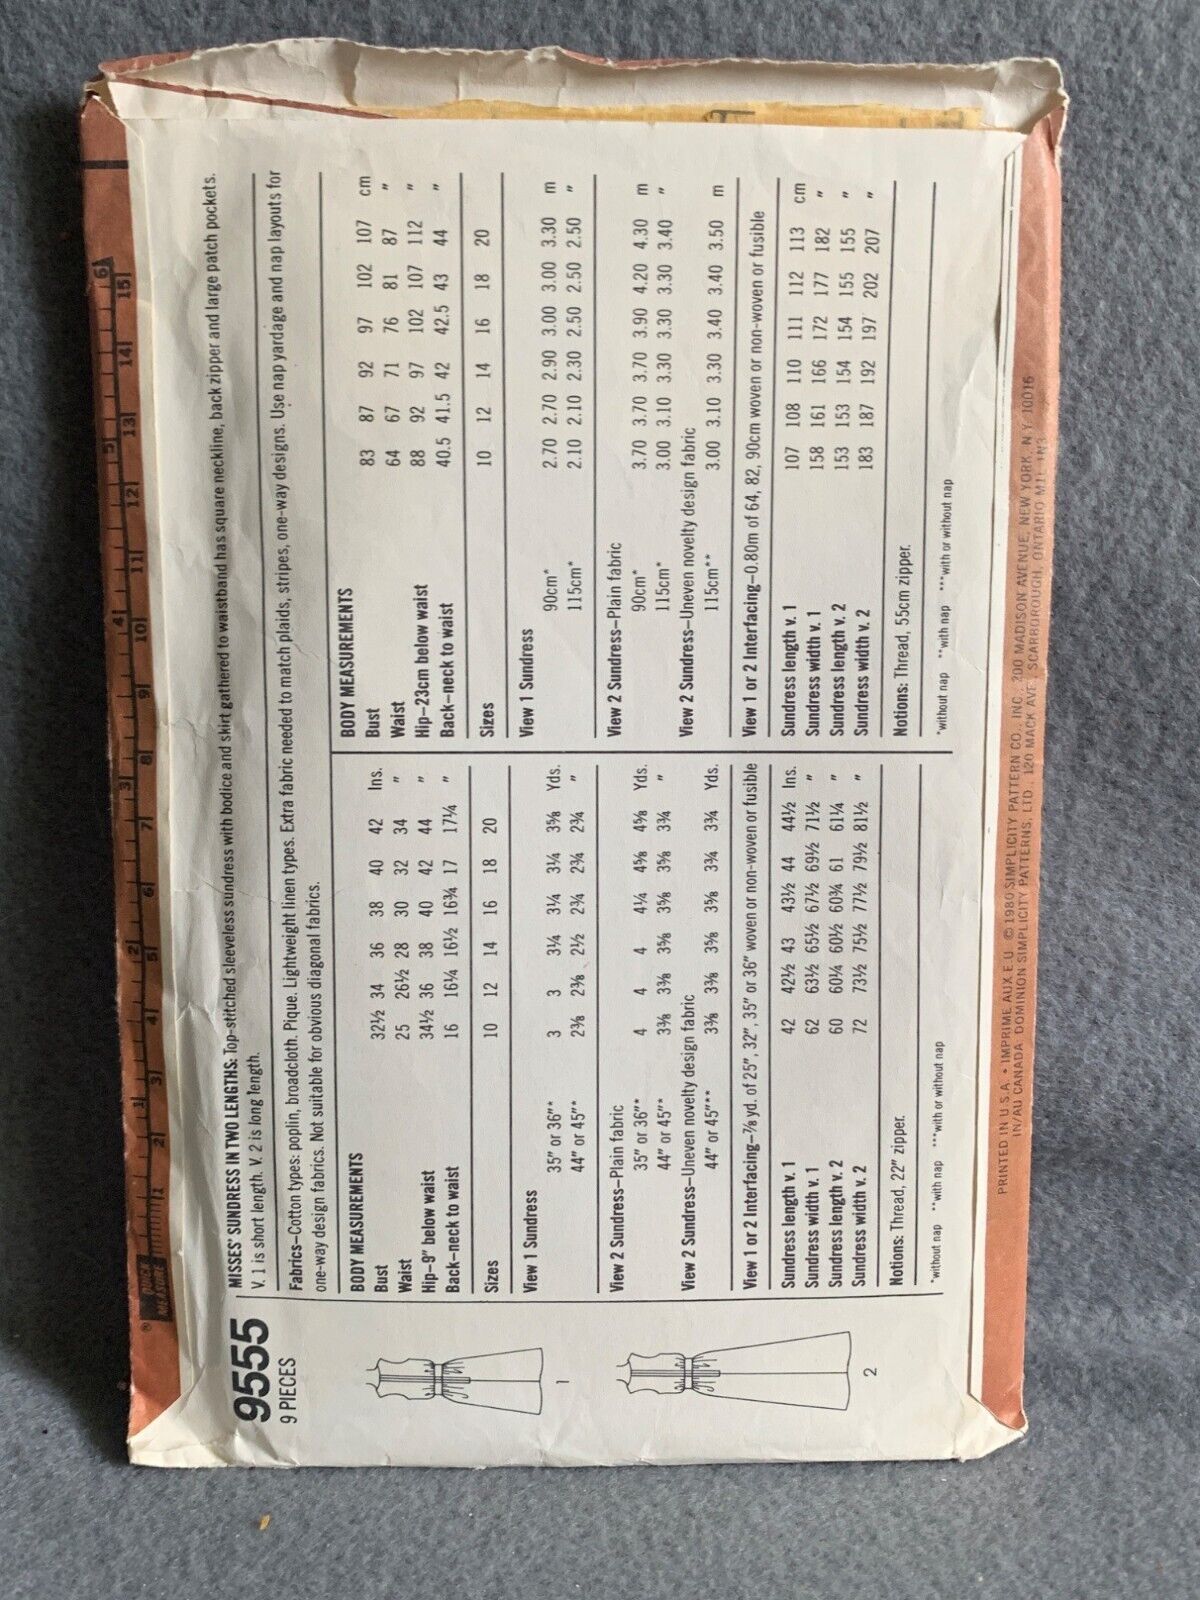 9555
9 PIECES
MISSES' SUNDRESS IN TWO LENGTHS: Top-stitched sleeveless sundress with bodice and skirt gathered to waistband has square neckline, back zipper and large patch pockets.
V. 1 is short length. V. 2 is long length.
Fabrics–Cotton types: poplin, broadcloth. Pique. Lightweight linen types. Extra fabric needed to match plaids, stripes, one-way designs. Use nap yardage and nap layouts for
one-way design fabrics. Not suitable for obvious diagonal fabrics.
BODY MEASUREMENTS
Bust 32½ 34 36 38 40 42 Ins.
Waist 25 26½ 28 30 32 34 "
Hip–9" below waist 34½ 36 38 40 42 44 "
Back–neck to waist 16 16¼ 16½ 16¾ 17 17¼ "
Sizes 10 12 14 16 18 20
View 1 Sundress
35" or 36"* 3 3 3¼ 3¼ 3¼ 3⅝ Yds.
44" or 45"* 2⅜ 2⅜ 2½ 2¾ 2¾ 2¾ "
View 2 Sundress–Plain fabric
35" or 36"* 4 4 4 4¼ 4⅝ 4⅝ Yds.
44" or 45"* 3⅜ 3⅜ 3⅝ 3⅝ 3⅝ 3¾ "
View 2 Sundress–Uneven novelty design fabric
44" or 45"** 3⅜ 3⅜ 3⅝ 3⅝ 3¾ 3¾ Yds.
View 1 or 2 Interfacing–⅞ yd. of 25", 32", 35" or 36" woven or non-woven or fusible
Sundress length v. 1 42 42½ 43 43½ 44 44½ Ins.
Sundress width v. 1 62 63½ 65½ 67½ 69½ 71½ "
Sundress length v. 2 60 60¼ 60½ 60¾ 61 61¼ "
Sundress width v. 2 72 73½ 75½ 77½ 79½ 81½ "
Notions: Thread, 22" zipper.
*without nap **with nap ***with or without nap
BODY MEASUREMENTS
Bust 83 87 92 97 102 107 cm
Waist 64 67 71 76 81 87 "
Hip–23cm below waist 88 92 97 102 107 112 "
Back–neck to waist 40.5 41.5 42 42.5 43 44 "
Sizes 10 12 14 16 18 20
View 1 Sundress
90cm* 2.70 2.70 2.90 3.00 3.00 3.30 m
115cm* 2.10 2.10 2.30 2.50 2.50 2.50 "
View 2 Sundress–Plain fabric
90cm* 3.70 3.70 3.70 3.90 4.20 4.30 m
115cm* 3.00 3.10 3.30 3.30 3.30 3.40 "
View 2 Sundress–Uneven novelty design fabric
115cm** 3.00 3.10 3.30 3.40 3.40 3.50 m
View 1 or 2 Interfacing–0.80m of 64, 82, 90cm woven or non-woven or fusible
Sundress length v. 1 107 108 110 111 112 113 cm
Sundress width v. 1 158 161 166 172 177 182 "
Sundress length v. 2 153 153 154 154 155 155 "
Sundress width v. 2 183 187 192 197 202 207 "
Notions: Thread, 55cm zipper.
*without nap **with nap ***with or without nap
1
2
PRINTED IN U.S.A. • IMPRIME AUX E.U. © 1980 SIMPLICITY PATTERN CO., INC., 200 MADISON AVENUE, NEW YORK, N.Y. 10016
IN/AU CANADA, DOMINION SIMPLICITY PATTERNS, LTD., 120 MACK AVE., SCARBOROUGH, ONTARIO M1L 1N3
® QUICK MEASURE
1 2 3 4 5 6
1 2 3 4 5 6 7 8 9 10 11 12 13 14 15